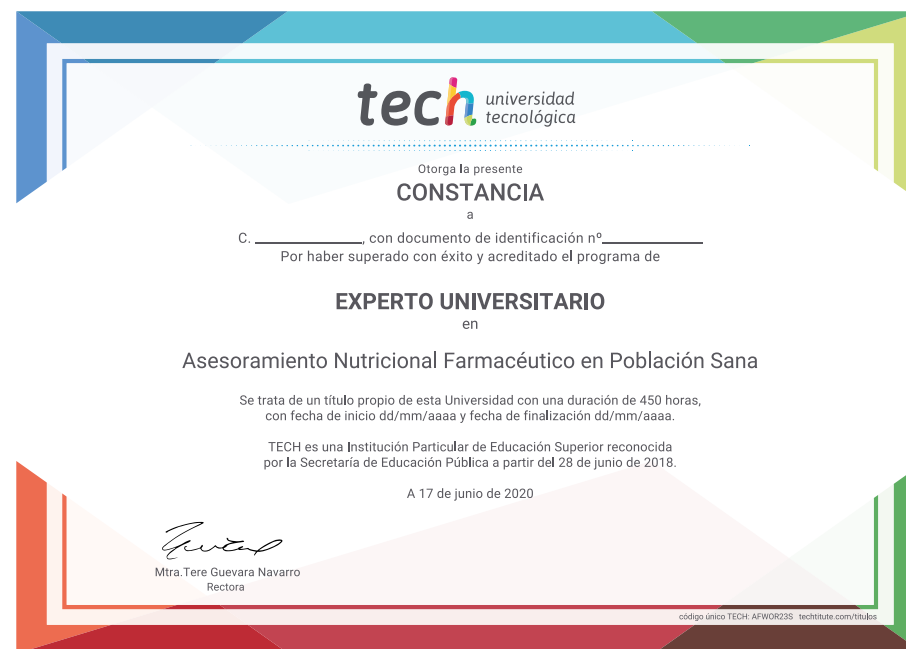 tech universidad
tecnológica
Otorga la presente
CONSTANCIA
a
C. ____________, con documento de identificación nº____________
Por haber superado con éxito y acreditado el programa de
EXPERTO UNIVERSITARIO
en
Asesoramiento Nutricional Farmacéutico en Población Sana
Se trata de un título propio de esta Universidad con una duración de 450 horas,
con fecha de inicio dd/mm/aaaa y fecha de finalización dd/mm/aaaa.
TECH es una Institución Particular de Educación Superior reconocida
por la Secretaría de Educación Pública a partir del 28 de junio de 2018.
A 17 de junio de 2020
Mtra.Tere Guevara Navarro
Rectora
código único TECH: AFWOR23S techtitute.com/titulos